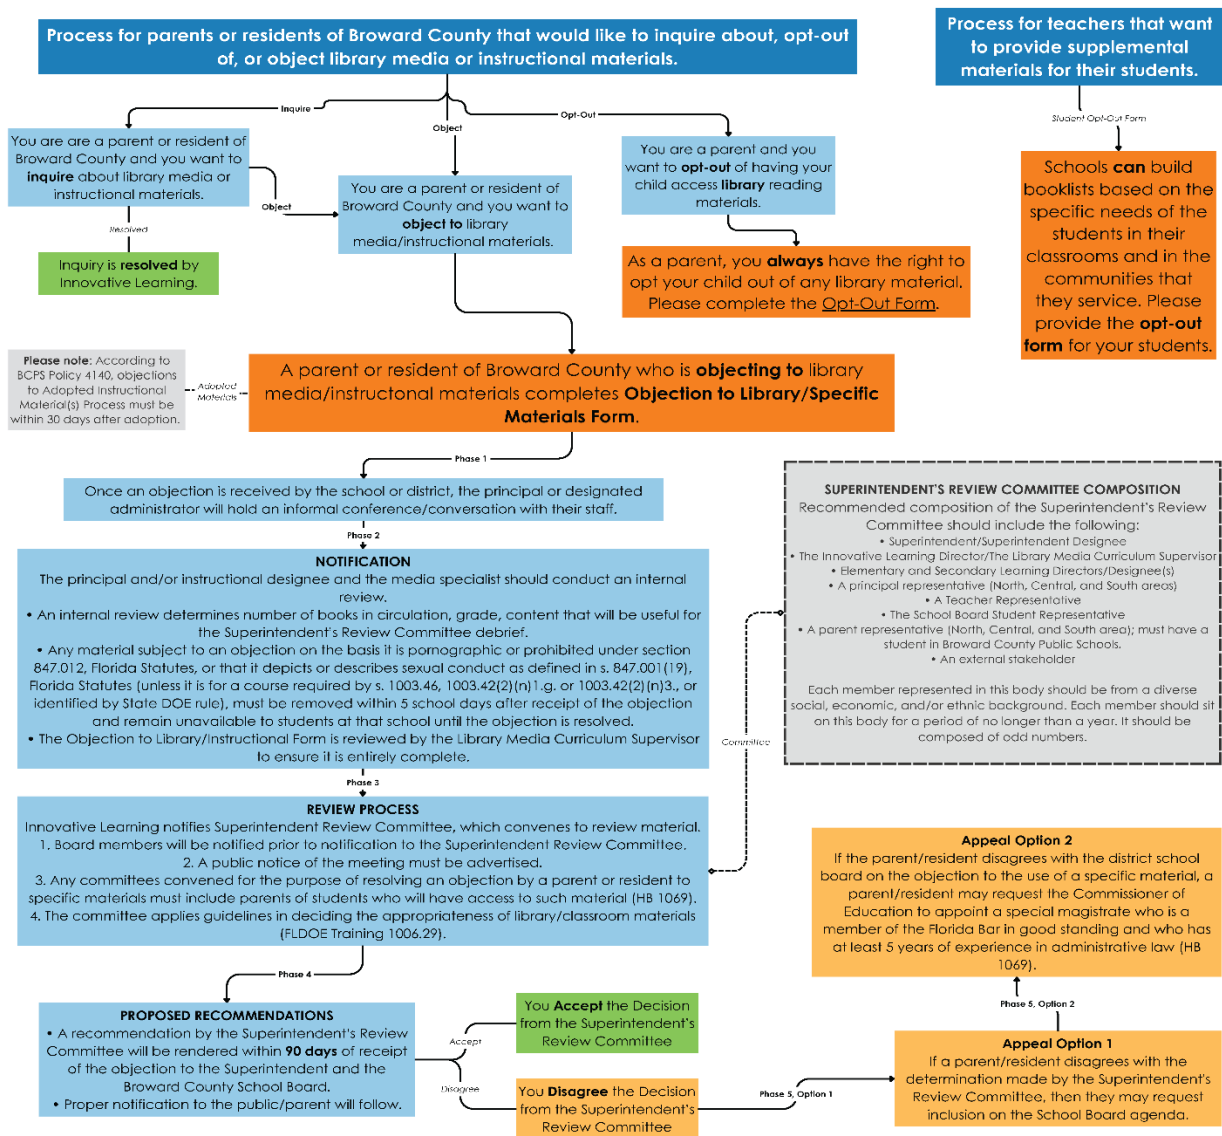 Process for parents or residents of Broward County that would like to inquire about, opt-out
of, or object library media or instructional materials.
Process for teachers that want
to provide supplemental
materials for their students.
Inquire
Object
Opt-Out
Student Opt-Out Form
You are are a parent or resident of
Broward County and you want to
inquire about library media or
instructional materials.
Object
You are a parent or resident of
Broward County and you want to
object to library
media/instructional materials.
You are a parent and you
want to opt-out of having your
child access library reading
materials.
Schools can build
booklists based on the
specific needs of the
students in their
classrooms and in the
communities that
they service. Please
provide the opt-out
form for your students.
Resolved
Inquiry is resolved by
Innovative Learning.
As a parent, you always have the right to
opt your child out of any library material.
Please complete the Opt-Out Form.
Please note: According to
BCPS Policy 4140, objections
to Adopted Instructional
Material(s) Process must be
within 30 days after adoption.
Adopted
Materials
A parent or resident of Broward County who is objecting to library
media/instructonal materials completes Objection to Library/Specific
Materials Form.
Phase 1
Once an objection is received by the school or district, the principal or designated
administrator will hold an informal conference/conversation with their staff.
Phase 2
NOTIFICATION
The principal and/or instructional designee and the media specialist should conduct an internal
review.
• An internal review determines number of books in circulation, grade, content that will be useful for
the Superintendent's Review Committee debrief.
• Any material subject to an objection on the basis it is pornographic or prohibited under section
847.012, Florida Statutes, or that it depicts or describes sexual conduct as defined in s. 847.001(19),
Florida Statutes (unless it is for a course required by s. 1003.46, 1003.42(2)(n)1.g. or 1003.42(2)(n)3., or
identified by State DOE rule), must be removed within 5 school days after receipt of the objection
and remain unavailable to students at that school until the objection is resolved.
• The Objection to Library/Instructional Form is reviewed by the Library Media Curriculum Supervisor
to ensure it is entirely complete.
SUPERINTENDENT'S REVIEW COMMITTEE COMPOSITION
Recommended composition of the Superintendent's Review
Committee should include the following:
• Superintendent/Superintendent Designee
• The Innovative Learning Director/The Library Media Curriculum Supervisor
• Elementary and Secondary Learning Directors/Designee(s)
• A principal representative (North, Central, and South areas)
• A Teacher Representative
• The School Board Student Representative
• A parent representative (North, Central, and South area); must have a
student in Broward County Public Schools.
• An external stakeholder
Each member represented in this body should be from a diverse
social, economic, and/or ethnic background. Each member should sit
on this body for a period of no longer than a year. It should be
composed of odd numbers.
Committee
Phase 3
REVIEW PROCESS
Innovative Learning notifies Superintendent Review Committee, which convenes to review material.
1. Board members will be notified prior to notification to the Superintendent Review Committee.
2. A public notice of the meeting must be advertised.
3. Any committees convened for the purpose of resolving an objection by a parent or resident to
specific materials must include parents of students who will have access to such material (HB 1069).
4. The committee applies guidelines in deciding the appropriateness of library/classroom materials
(FLDOE Training 1006.29).
Appeal Option 2
If the parent/resident disagrees with the district school
board on the objection to the use of a specific material, a
parent/resident may request the Commissioner of
Education to appoint a special magistrate who is a
member of the Florida Bar in good standing and who has
at least 5 years of experience in administrative law (HB
1069).
Phase 4
PROPOSED RECOMMENDATIONS
• A recommendation by the Superintendent's Review
Committee will be rendered within 90 days of receipt
of the objection to the Superintendent and the
Broward County School Board.
• Proper notification to the public/parent will follow.
Accept
Disagree
You Accept the Decision
from the Superintendent's
Review Committee
You Disagree the Decision
from the Superintendent's
Review Committee
Phase 5, Option 1
Phase 5, Option 2
Appeal Option 1
If a parent/resident disagrees with the
determination made by the Superintendent's
Review Committee, then they may request
inclusion on the School Board agenda.